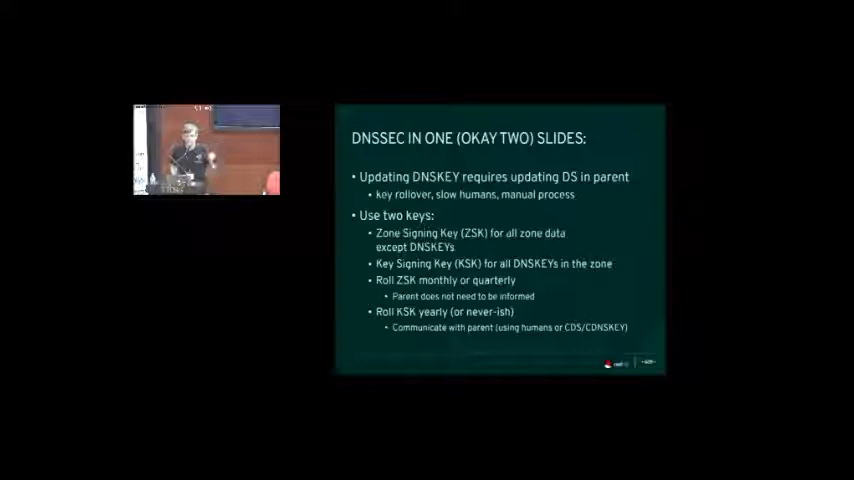 DNSSEC IN ONE (OKAY TWO) SLIDES:
• Updating DNSKEY requires updating DS in parent
• key rollover, slow humans, manual process
• Use two keys:
• Zone Signing Key (ZSK) for all zone data
except DNSKEYs
• Key Signing Key (KSK) for all DNSKEYs in the zone
• Roll ZSK monthly or quarterly
• Parent does not need to be informed
• Roll KSK yearly (or never-ish)
• Communicate with parent (using humans or CDS/CDNSKEY)